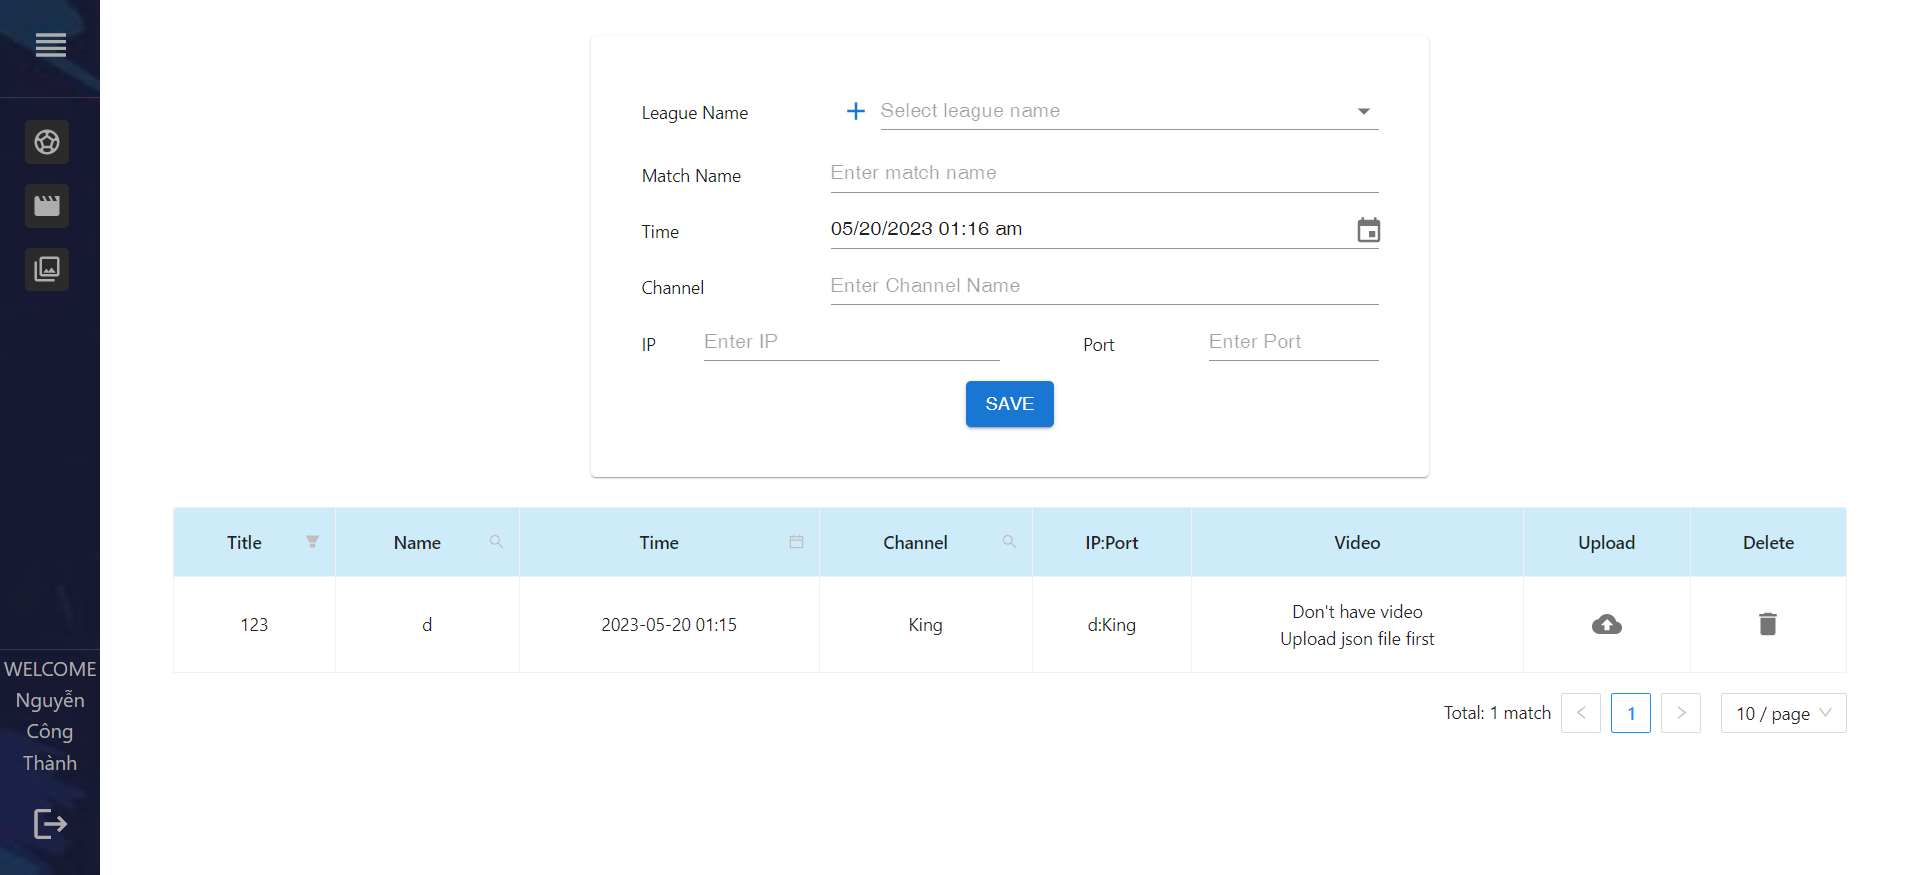 League Name
Select league name
Match Name
Enter match name
Time
05/20/2023 01:16 am
Channel
Enter Channel Name
IP
Enter IP
Port
Enter Port
SAVE
Title
Name
Time
Channel
IP:Port
Video
Upload
Delete
123
d
2023-05-20 01:15
King
d:King
Don't have video
Upload json file first
Total: 1 match
1
10 / page
WELCOME
Nguyễn
Công
Thành